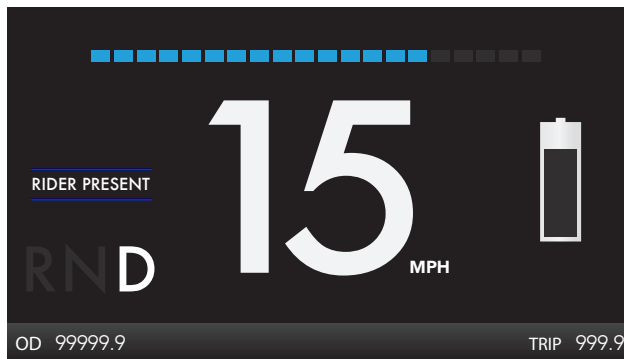 15
RIDER PRESENT
MPH
RND
OD 99999.9
TRIP 999.9